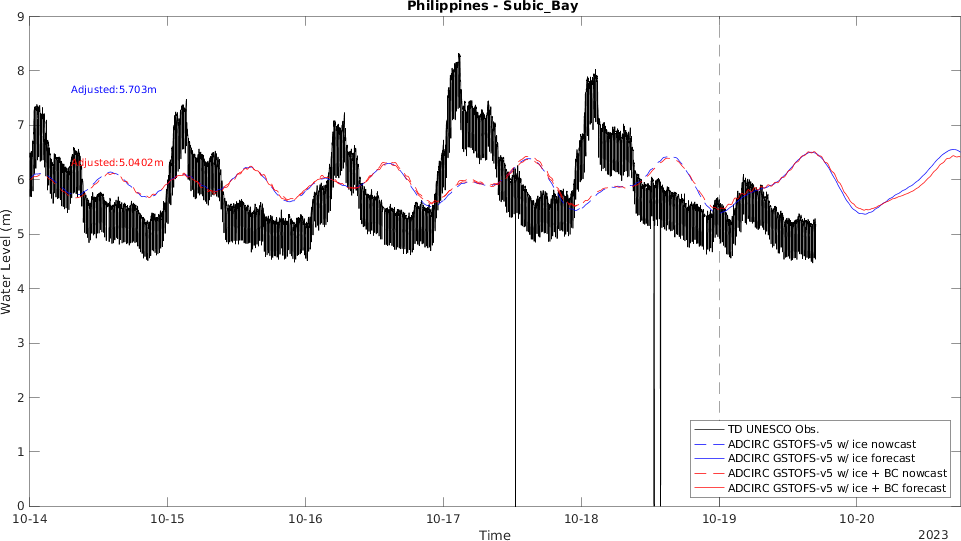 Philippines - Subic_Bay
Water Level (m)
9
8
7
6
5
4
3
2
1
0
Adjusted:5.703m
Adjusted:5.0402m
TD UNESCO Obs.
ADCIRC GSTOFS-v5 w/ ice nowcast
ADCIRC GSTOFS-v5 w/ ice forecast
ADCIRC GSTOFS-v5 w/ ice + BC nowcast
ADCIRC GSTOFS-v5 w/ ice + BC forecast
10-14 10-15 10-16 10-17 10-18 10-19 10-20
Time
2023